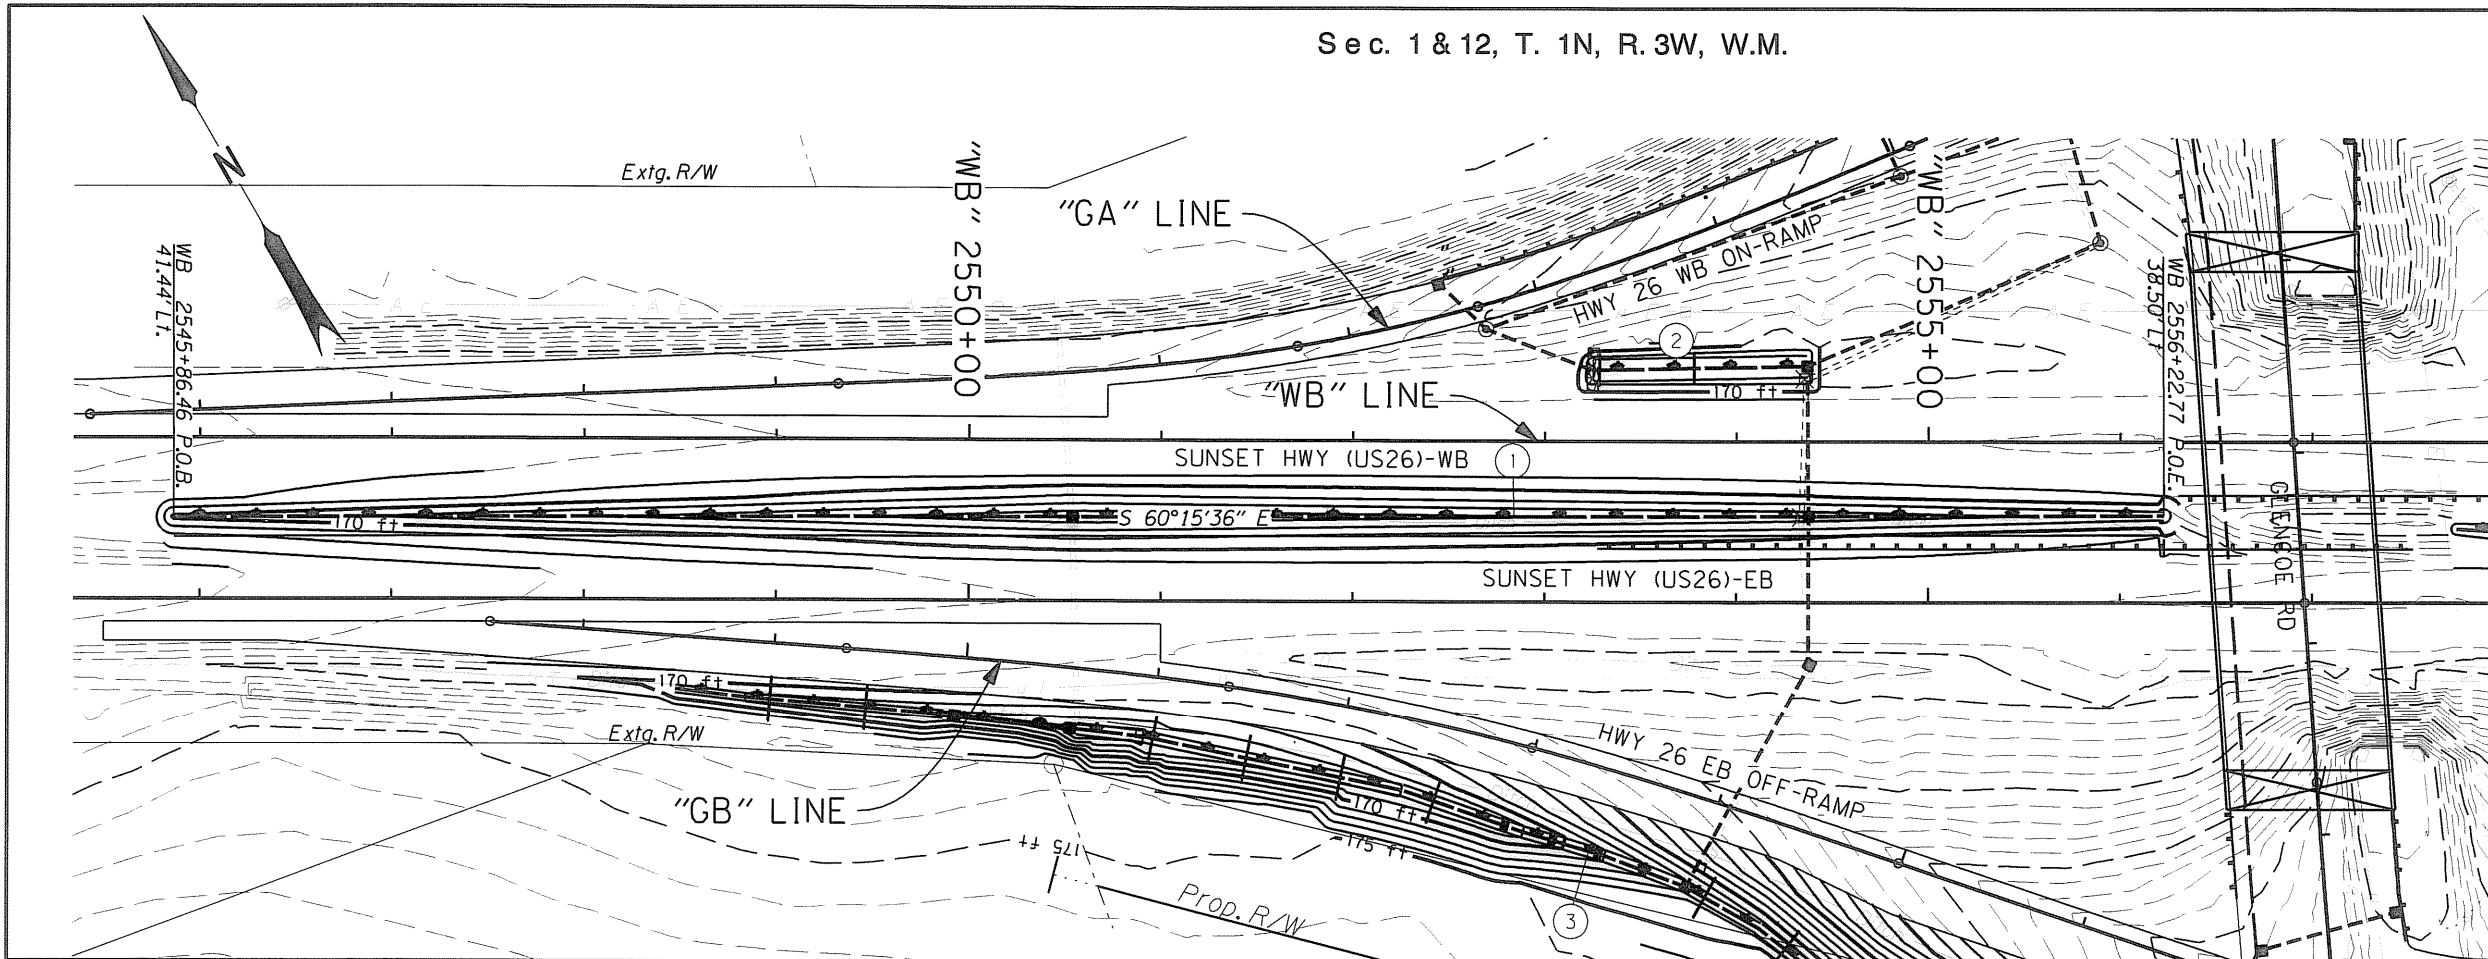 Sec. 1 & 12, T. 1N, R. 3W, W.M.
N
Extg. R/W
"WB" 2550+00
"GA" LINE
HWY 26 WB ON-RAMP
"WB" 2555+00
WB 2545+86.46 P.O.B.
41.44' Lt.
WB 2556+22.77 P.O.E.
38.50' Lt
2
170 ft
"WB" LINE
SUNSET HWY (US26)-WB
1
170 ft
S 60°15'36" E
GLENCOE RD
SUNSET HWY (US26)-EB
170 ft
Extg. R/W
HWY 26 EB OFF-RAMP
"GB" LINE
170 ft
175 ft
175 ft
Prop. R/W
3